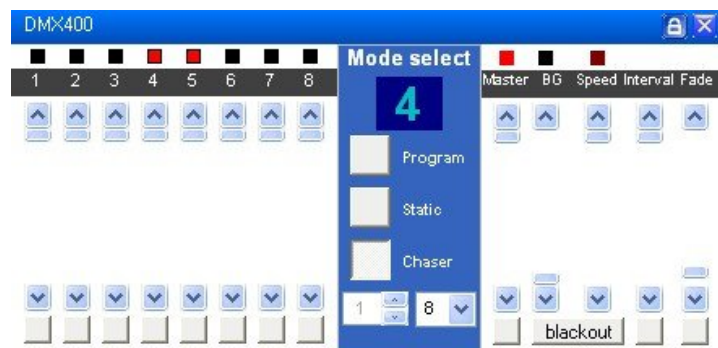 DMX400
Mode select
1 2 3 4 5 6 7 8
Master BG Speed Interval Fade
4
Program
Static
Chaser
1 8
blackout